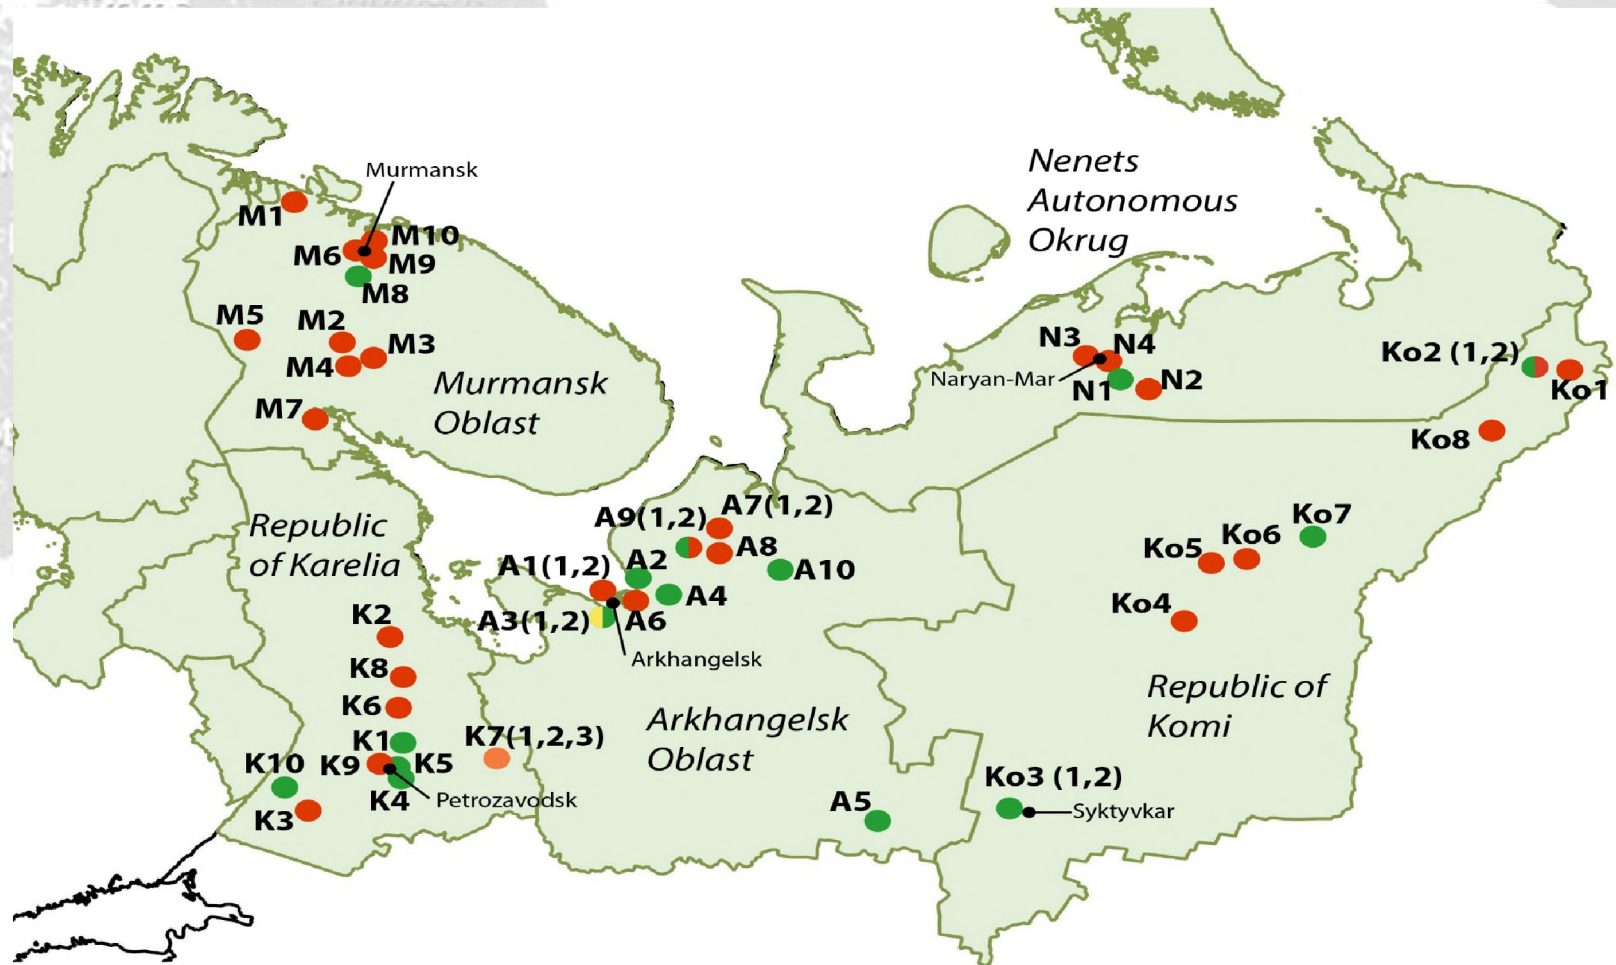 Murmansk
M1
M10
M6
M9
M8
M5
M2
M3
M4
M7
Murmansk
Oblast
Nenets
Autonomous
Okrug
N3
N4
Naryan-Mar
N1
N2
Ko2 (1,2)
Ko1
Ko8
Republic
of Karelia
A9(1,2)
A7(1,2)
A8
A1(1,2)
A2
A10
A4
A3(1,2)
A6
Arkhangelsk
Ko7
Ko6
Ko5
Ko4
K2
K8
K6
K1
K7(1,2,3)
K10
K9
K5
K4
Petrozavodsk
K3
Arkhangelsk
Oblast
A5
Republic of
Komi
Ko3 (1,2)
Syktyvkar